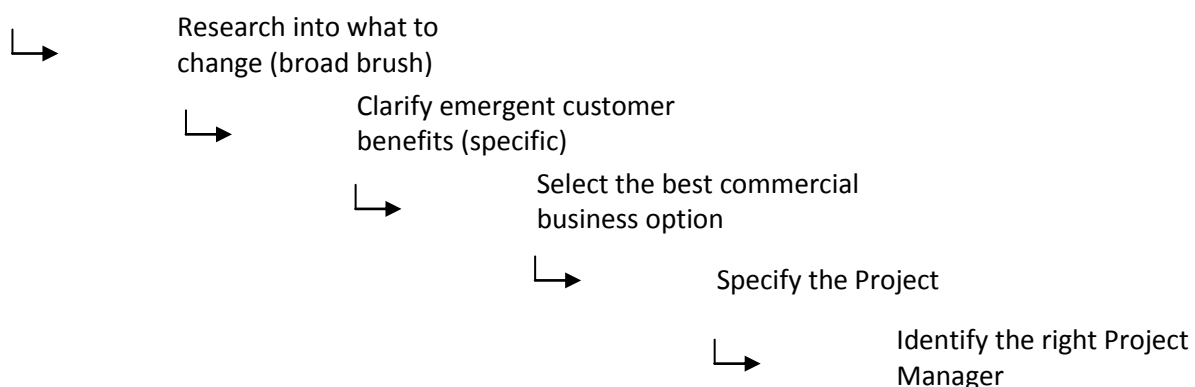 Research into what to
change (broad brush)
Clarify emergent customer
benefits (specific)
Select the best commercial
business option
Specify the Project
Identify the right Project
Manager